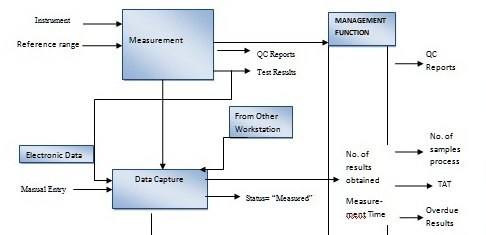 Instrument
Reference range
Measurement
MANAGEMENT
FUNCTION
QC Reports
Test Results
QC
Reports
From Other
Workstation
Electronic Data
Manual Entry
Data Capture
Status= “Measured”
No. of
results
obtained
Measure-
ment Time
No. of
samples
process
TAT
Overdue
Results